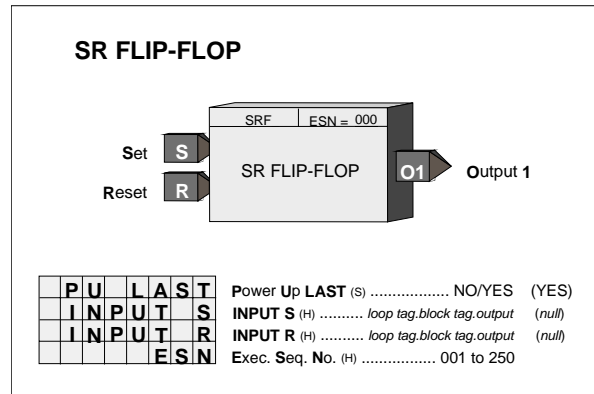 SR FLIP-FLOP
SRF ESN = 000
Set S
SR FLIP-FLOP
O1 Output 1
Reset R
PU LAST Power Up LAST (S) .................. NO/YES (YES)
INPUT S INPUT S (H) .......... loop tag.block tag.output (null)
INPUT R INPUT R (H) .......... loop tag.block tag.output (null)
ESN Exec. Seq. No. (H) ................. 001 to 250